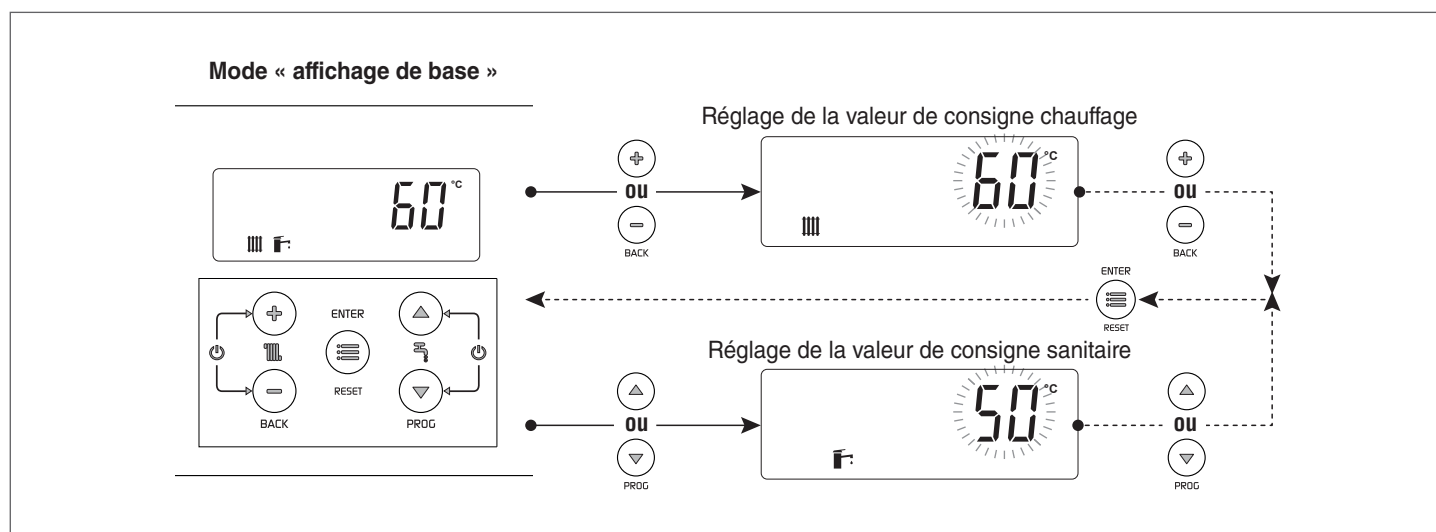 Mode « affichage de base »
Réglage de la valeur de consigne chauffage
60 °C
ou
BACK
60 °C
ou
BACK
ENTER
RESET
ENTER
RESET
BACK
PROG
Réglage de la valeur de consigne sanitaire
ou
PROG
50 °C
ou
PROG